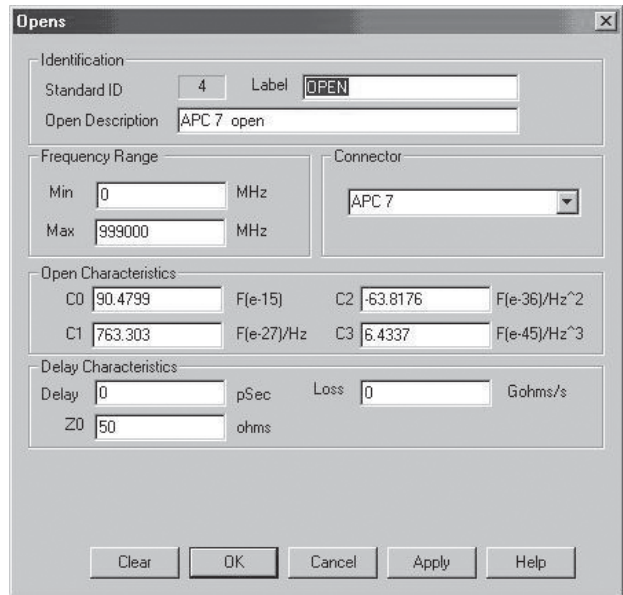 Opens
Identification
Standard ID 4 Label OPEN
Open Description APC 7 open
Frequency Range
Min 0 MHz
Max 999000 MHz
Connector
APC 7
Open Characteristics
C0 90.4799 F(e-15) C2 -63.8176 F(e-36)/Hz^2
C1 763.303 F(e-27)/Hz C3 6.4337 F(e-45)/Hz^3
Delay Characteristics
Delay 0 pSec Loss 0 Gohms/s
Z0 50 ohms
Clear OK Cancel Apply Help